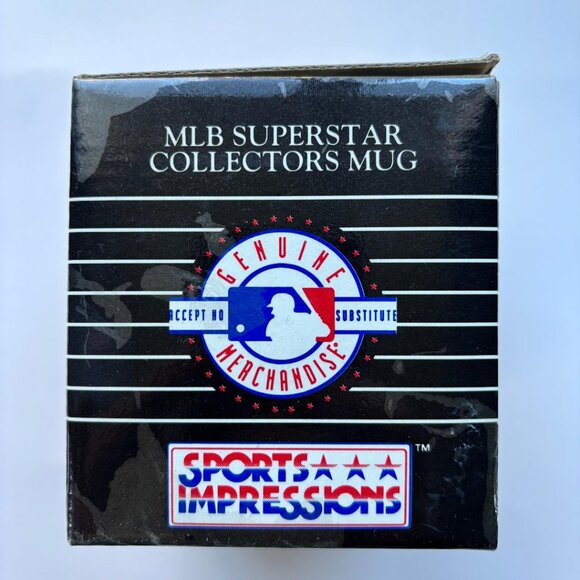 MLB SUPERSTAR
COLLECTORS MUG
GENUINE
ACCEPT NO SUBSTITUTE
MERCHANDISE
SPORTS
IMPRESSIONS
TM